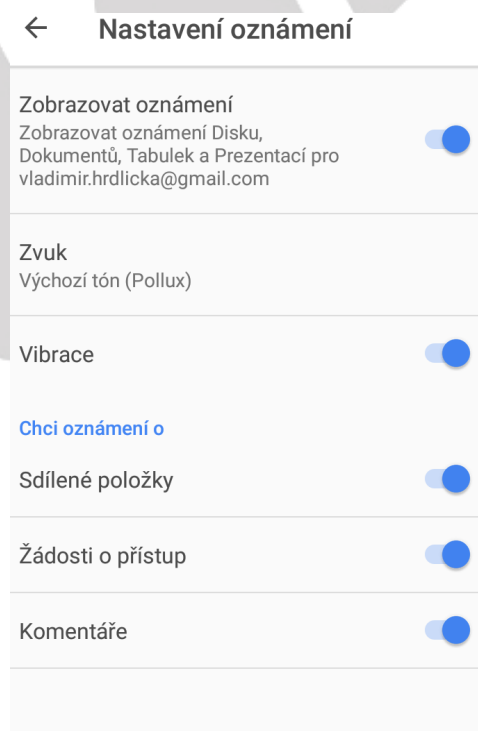 Nastavení oznámení
Zobrazovat oznámení
Zobrazovat oznámení Disku,
Dokumentů, Tabulek a Prezentací pro
vladimir.hrdlicka@gmail.com
Zvuk
Výchozí tón (Pollux)
Vibrace
Chci oznámení o
Sdílené položky
Žádosti o přístup
Komentáře